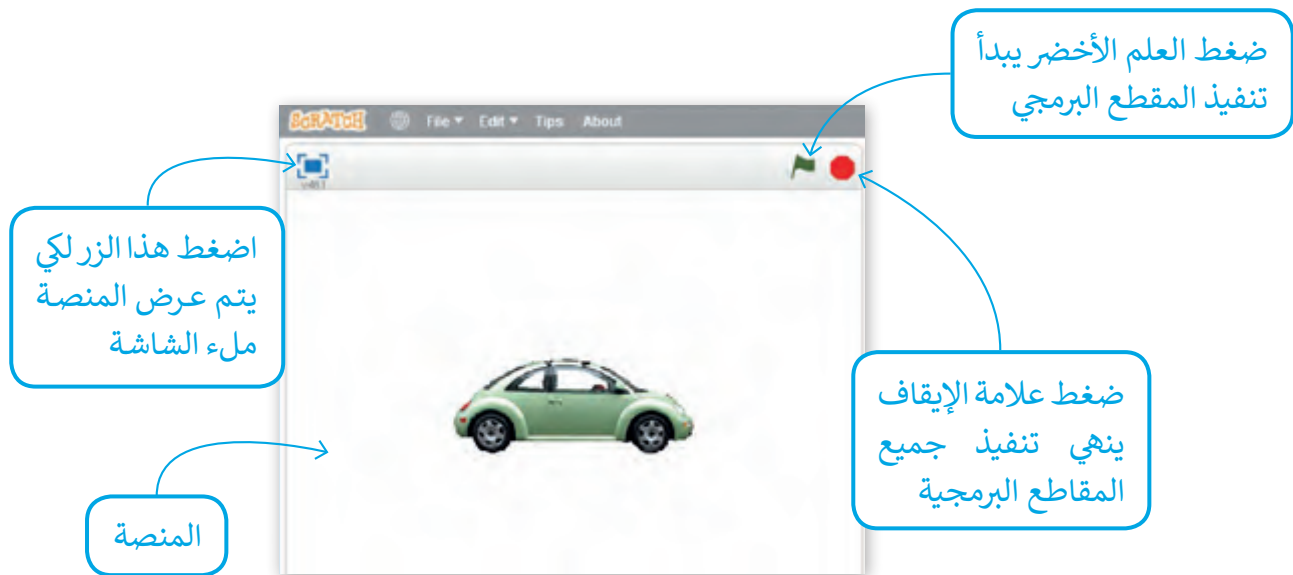 ضغط العلم الأخضر يبدأ
تنفيذ المقطع البرمجي
SCRATCH File Edit Tips About
v461
اضغط هذا الزر لكي
يتم عرض المنصة
ملء الشاشة
ضغط علامة الإيقاف
ينهي تنفيذ جميع
المقاطع البرمجية
المنصة